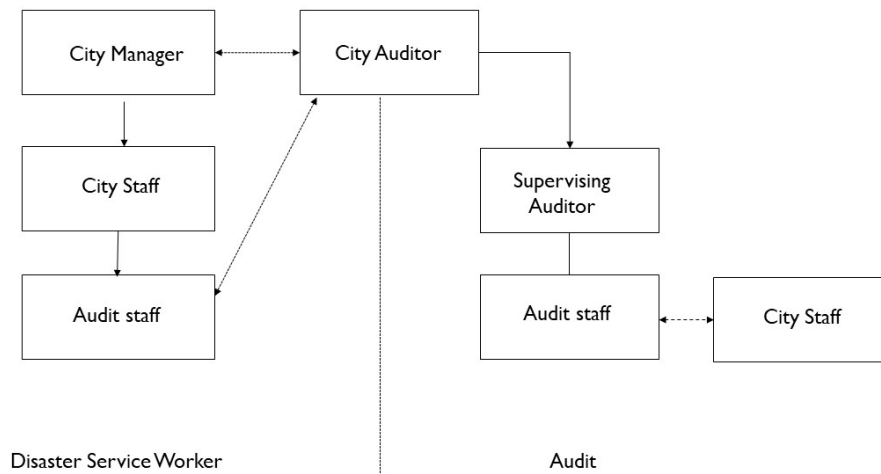 City Manager
City Auditor
City Staff
Supervising
Auditor
Audit staff
Audit staff
City Staff
Disaster Service Worker
Audit